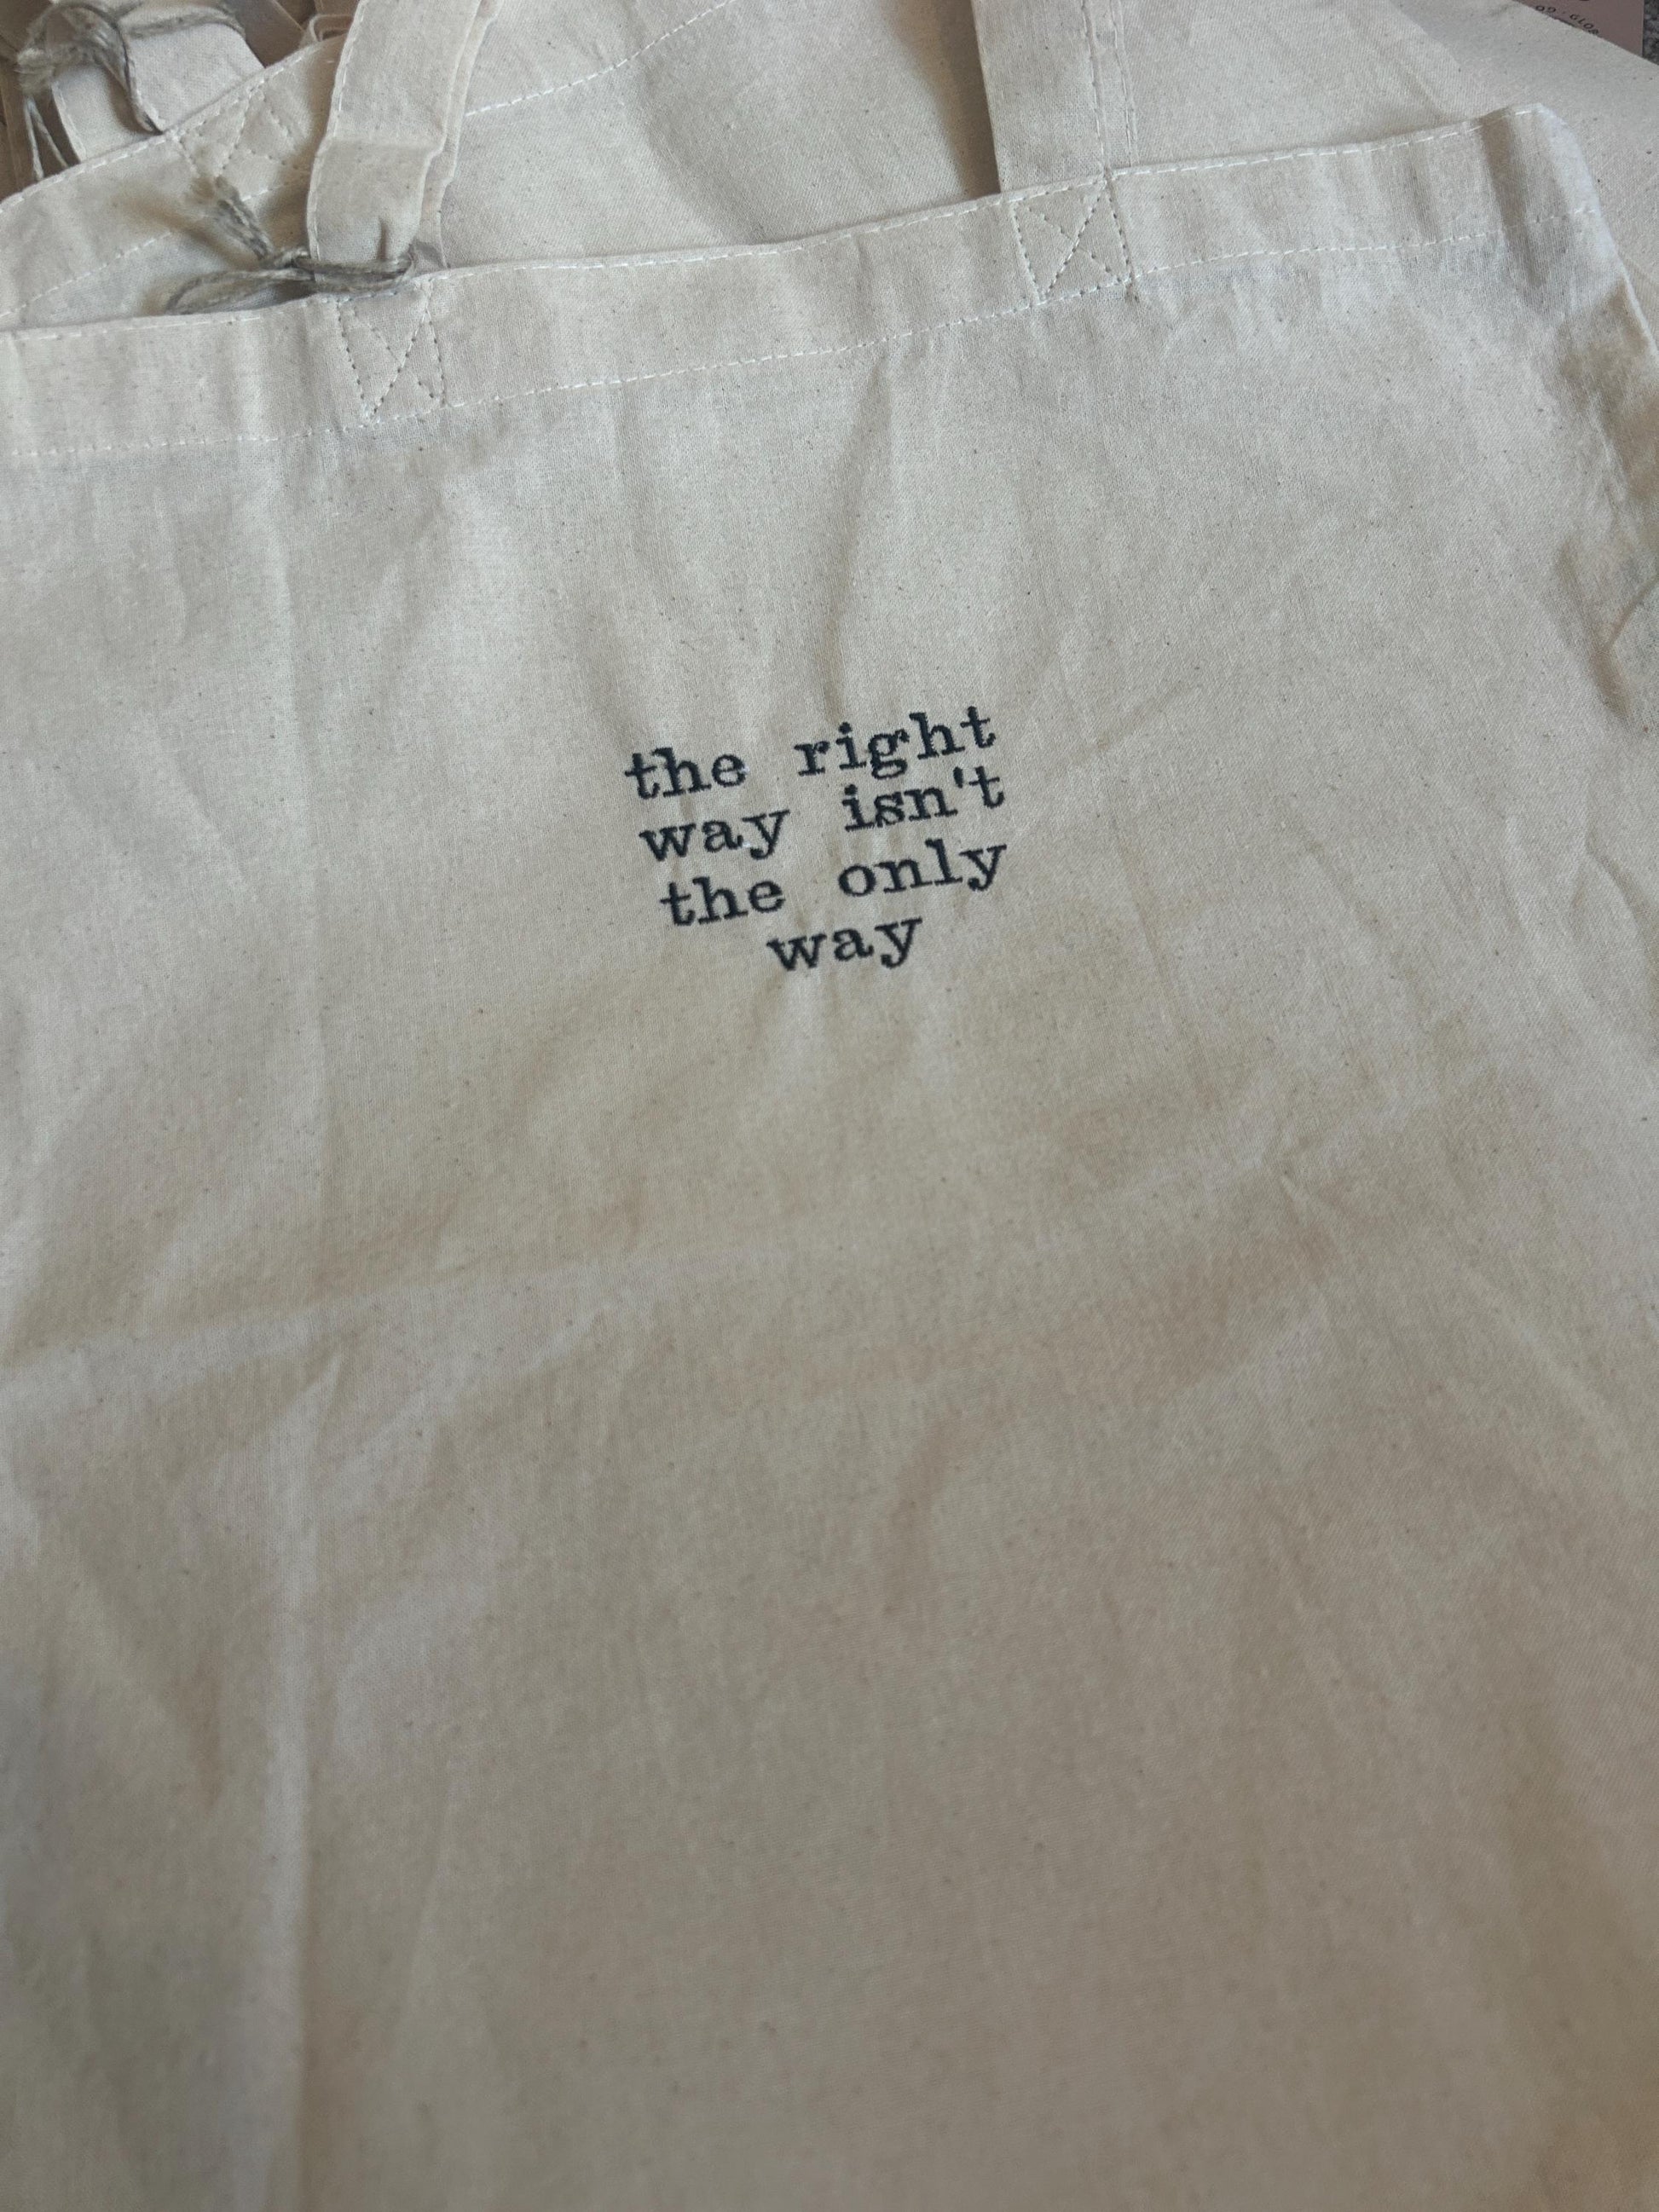 the right
way isn't
the only
way